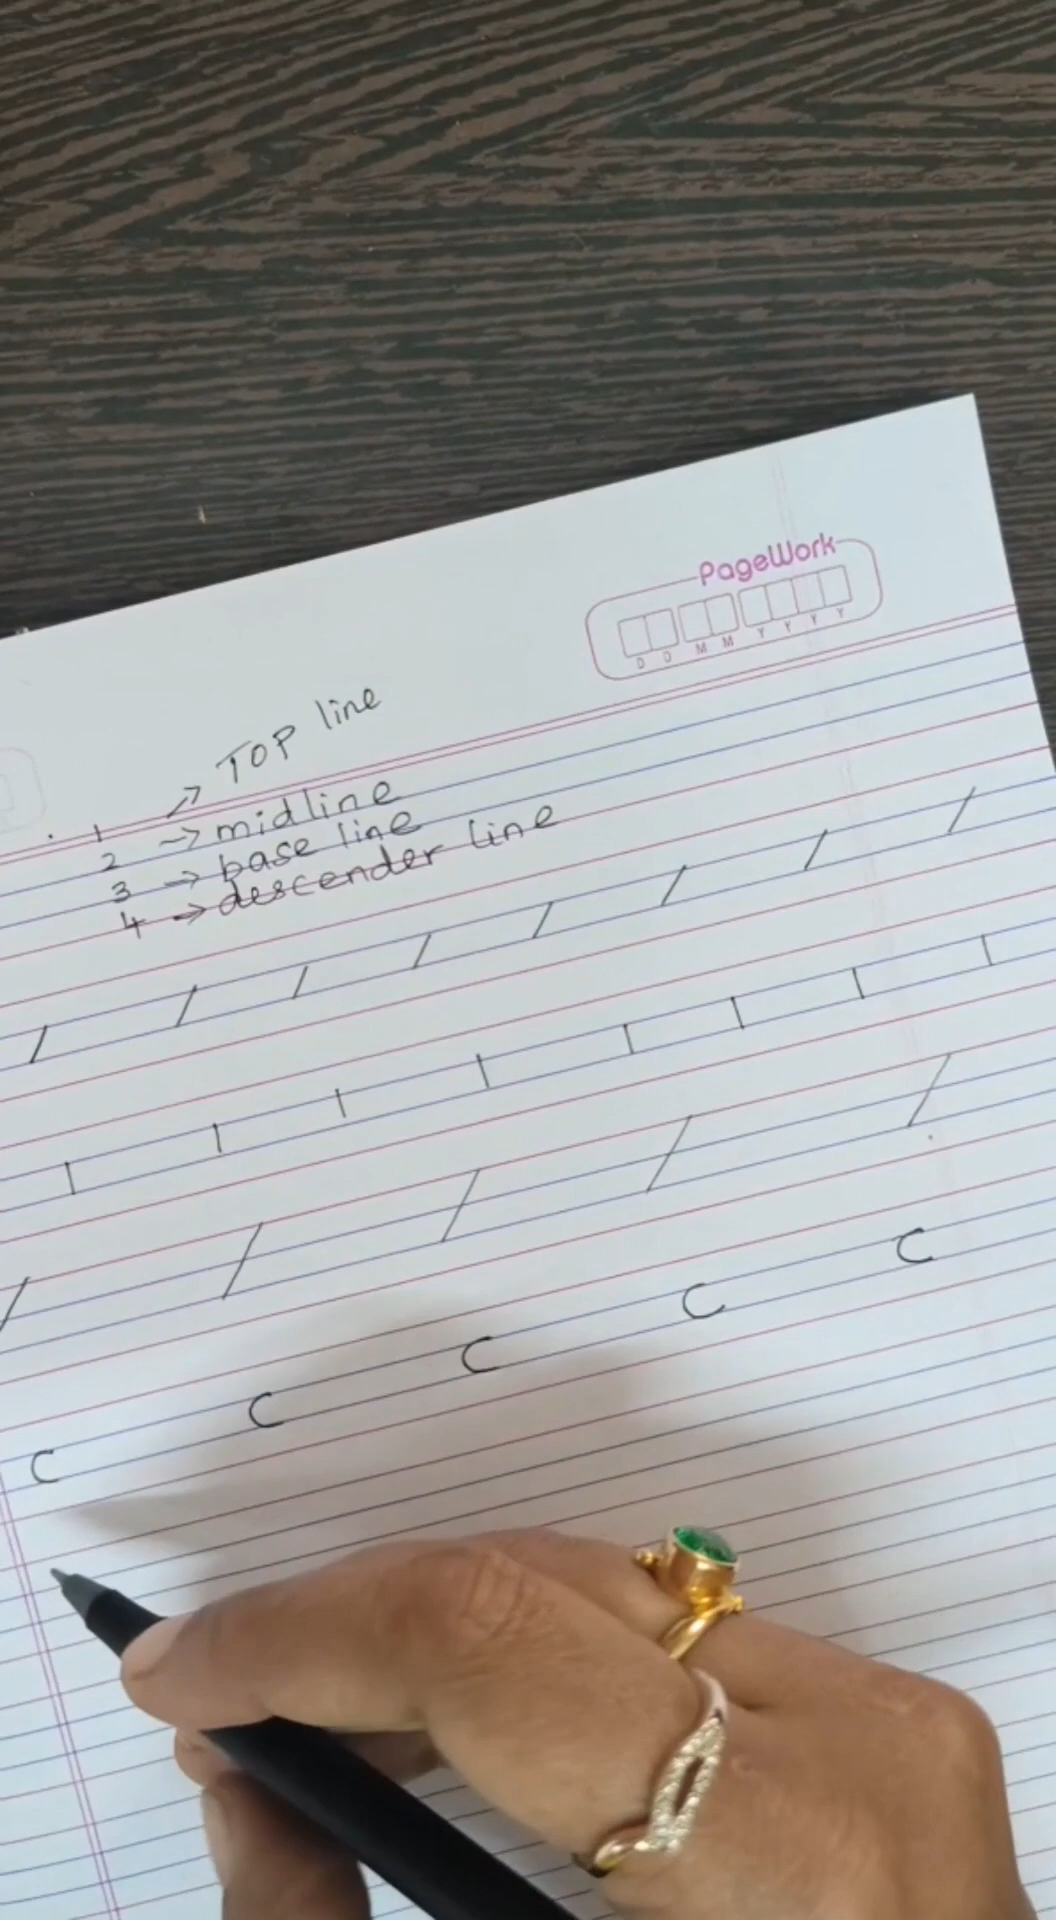 PageWork
D D M M Y Y Y Y
1 → TOP line
2 → midline
3 → base line
4 → descender line
C C C C C